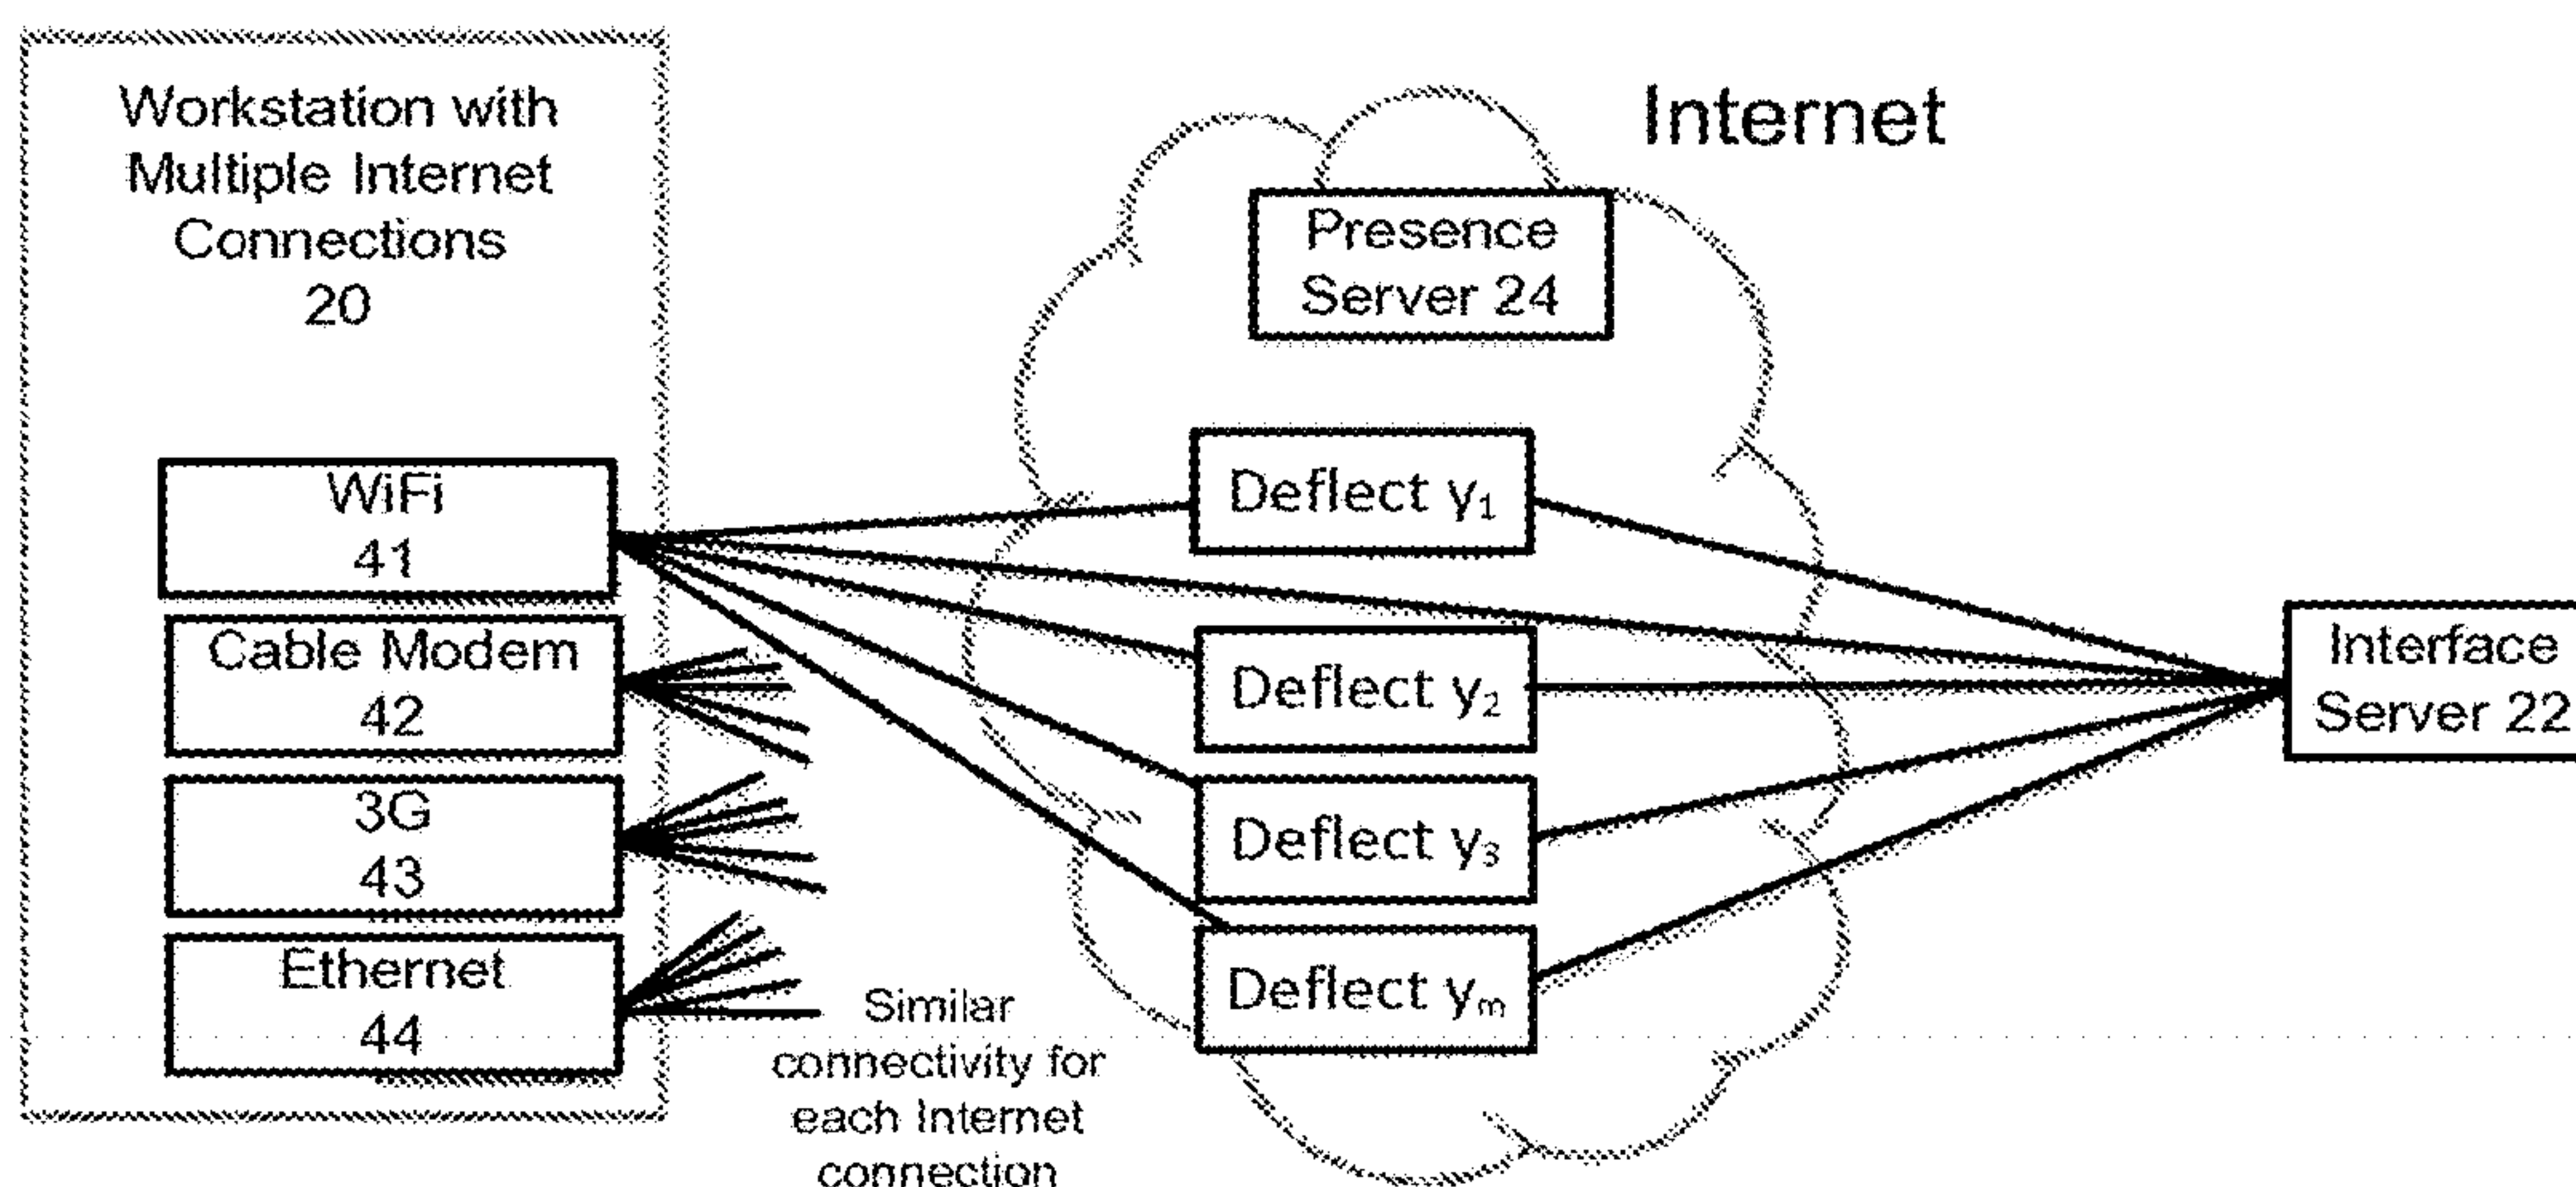 Workstation with
Multiple Internet
Connections
20
WiFi
41
Cable Modem
42
3G
43
Ethernet
44
Similar
connectivity for
each Internet
connection
Internet
Presence
Server 24
Deflect y₁
Deflect y₂
Deflect y₃
Deflect yₘ
Interface
Server 22